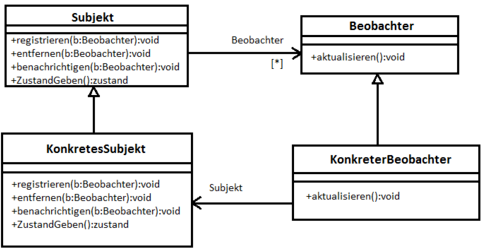 Subjekt
+registrieren(b:Beobachter):void
+entfernen(b:Beobachter):void
+benachrichtigen(b:Beobachter):void
+ZustandGeben():zustand
Beobachter
[*]
Beobachter
+aktualisieren():void
KonkretesSubjekt
+registrieren(b:Beobachter):void
+entfernen(b:Beobachter):void
+benachrichtigen(b:Beobachter):void
+ZustandGeben():zustand
Subjekt
KonkreterBeobachter
+aktualisieren():void